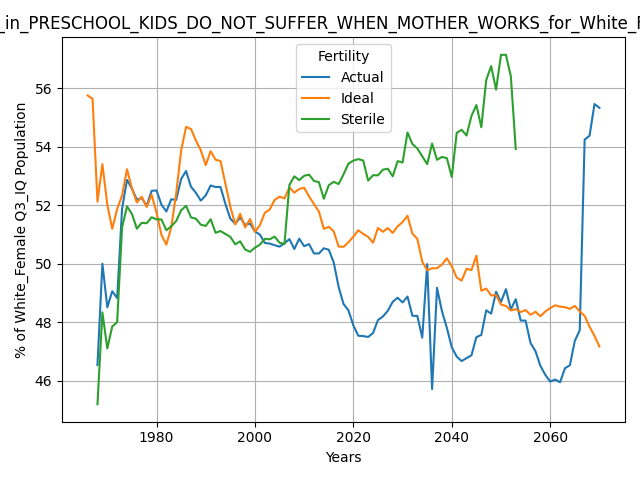 _in_PRESCHOOL_KIDS_DO_NOT_SUFFER_WHEN_MOTHER_WORKS_for_White_
% of White_Female Q3_IQ Population
Fertility
Actual
Ideal
Sterile
56
54
52
50
48
46
1980
2000
2020
2040
2060
Years